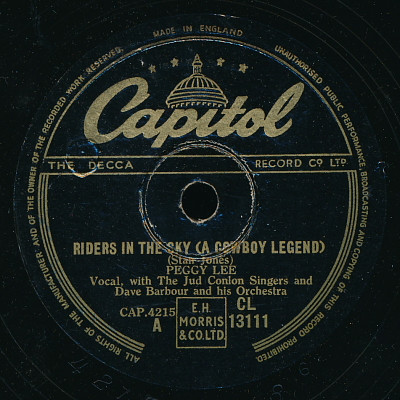 MADE IN ENGLAND
ALL RIGHTS OF THE MANUFACTURER AND OF THE OWNER OF THE RECORDED WORK RESERVED.
UNAUTHORISED PUBLIC PERFORMANCE, BROADCASTING AND COPYING OF THIS RECORD PROHIBITED.
Capitol
THE DECCA RECORD Cº LTD
RIDERS IN THE SKY (A COWBOY LEGEND)
(Stan Jones)
PEGGY LEE
Vocal, with The Jud Conlon Singers and
Dave Barbour and his Orchestra
CAP.4215
A
E.H.
MORRIS
& CO.LTD
CL
13111